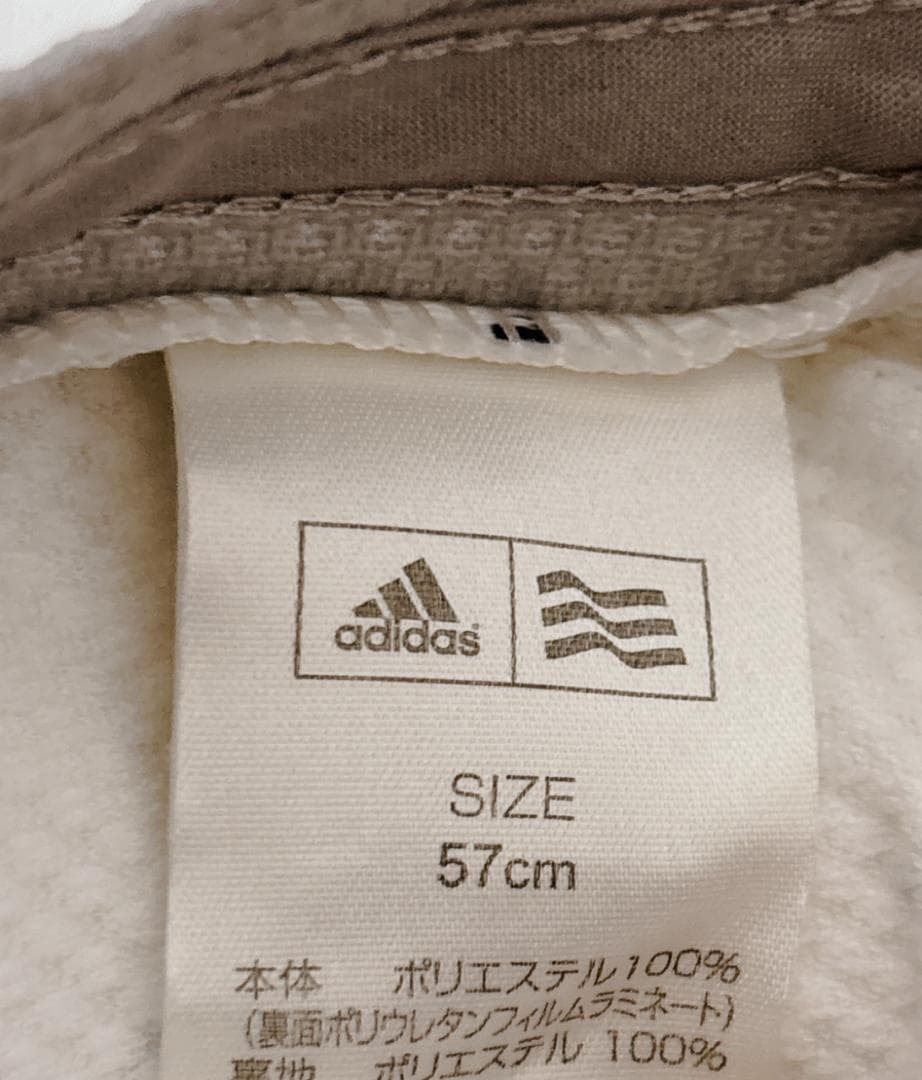 adidas
SIZE
57cm
本体 ポリエステル100%
(裏面ポリウレタンフィルムラミネート)
裏地 ポリエステル 100%